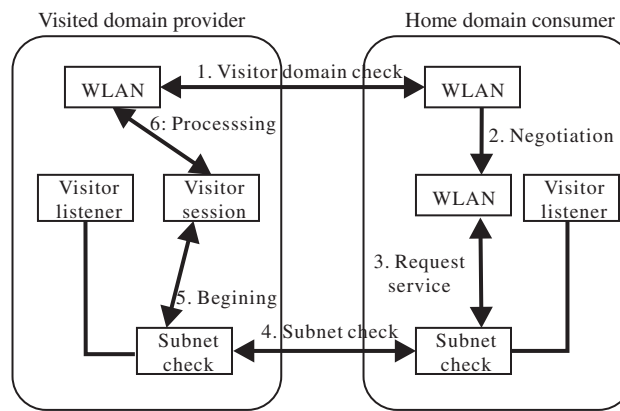 Visited domain provider
Home domain consumer
WLAN
1. Visitor domain check
WLAN
6: Processsing
2. Negotiation
Visitor
listener
Visitor
session
WLAN
Visitor
listener
3. Request
service
5. Begining
4. Subnet check
Subnet
check
Subnet
check